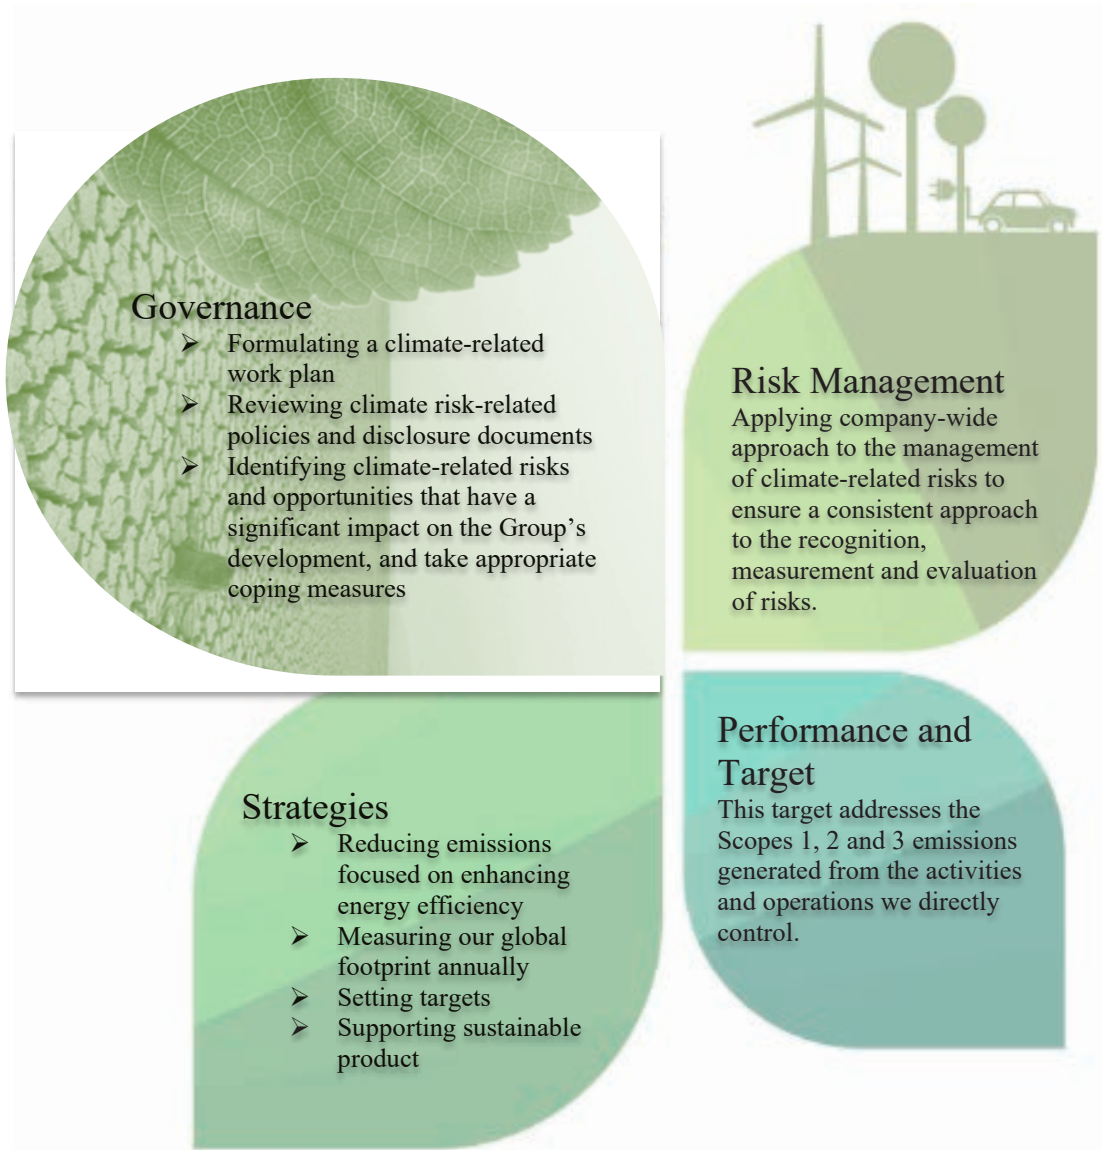 Governance
➢ Formulating a climate-related
work plan
➢ Reviewing climate risk-related
policies and disclosure documents
➢ Identifying climate-related risks
and opportunities that have a
significant impact on the Group’s
development, and take appropriate
coping measures
Risk Management
Applying company-wide
approach to the management
of climate-related risks to
ensure a consistent approach
to the recognition,
measurement and evaluation
of risks.
Strategies
➢ Reducing emissions
focused on enhancing
energy efficiency
➢ Measuring our global
footprint annually
➢ Setting targets
➢ Supporting sustainable
product
Performance and
Target
This target addresses the
Scopes 1, 2 and 3 emissions
generated from the activities
and operations we directly
control.